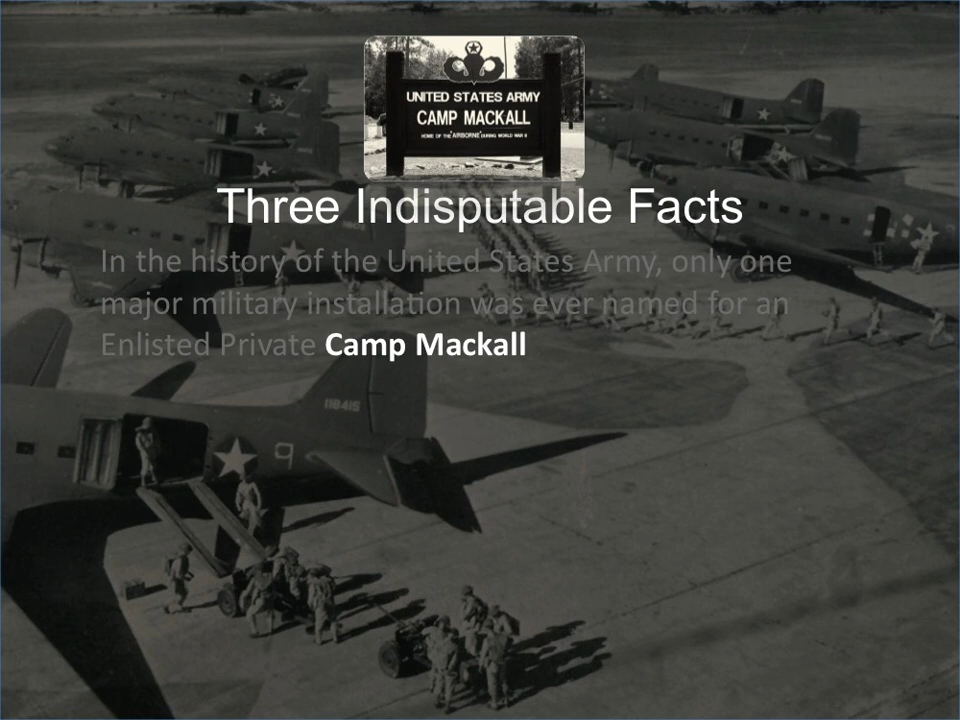 UNITED STATES ARMY
CAMP MACKALL
HOME OF THE "AIRBORNE" DURING WORLD WAR II
Three Indisputable Facts
In the history of the United States Army, only one
major military installation was ever named for an
Enlisted Private Camp Mackall
118415
9